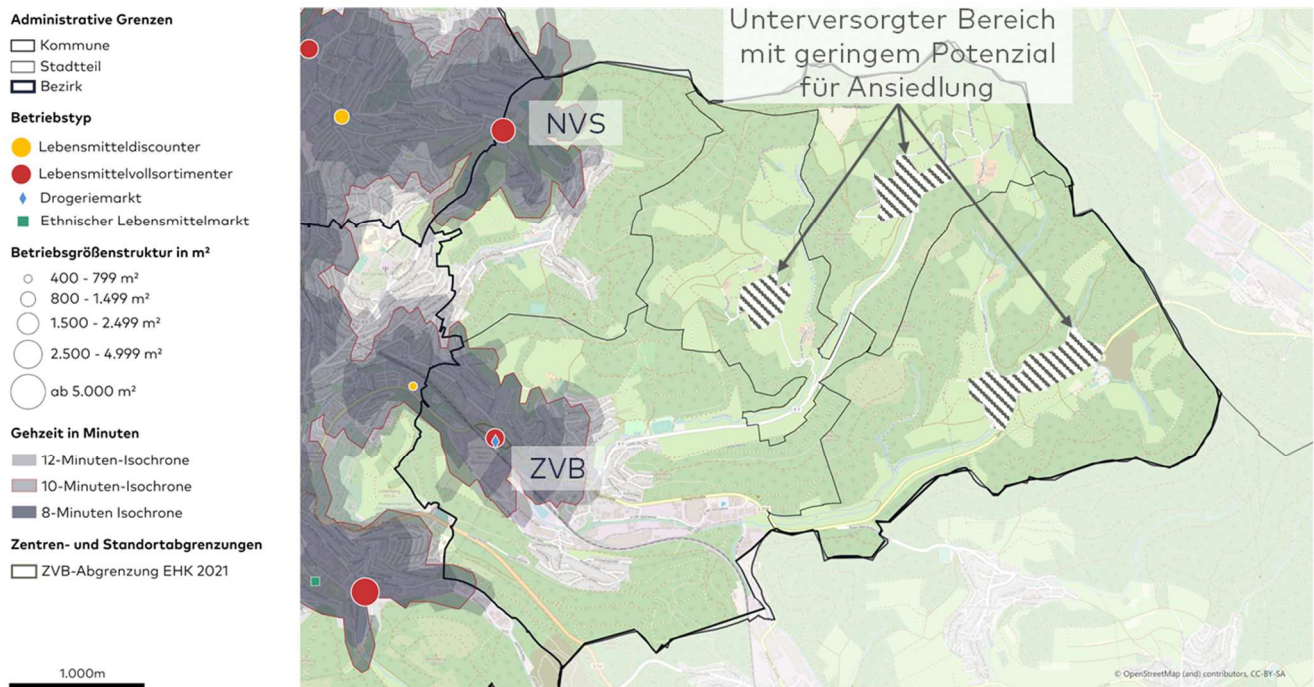 Administrative Grenzen
Kommune
Stadtteil
Bezirk
Betriebstyp
Lebensmitteldiscounter
Lebensmittelvollsortimenter
Drogeriemarkt
Ethnischer Lebensmittelmarkt
Betriebsgrößenstruktur in m²
400 - 799 m²
800 - 1.499 m²
1.500 - 2.499 m²
2.500 - 4.999 m²
ab 5.000 m²
Gehzeit in Minuten
12-Minuten-Isochrone
10-Minuten-Isochrone
8-Minuten Isochrone
Zentren- und Standortabgrenzungen
ZVB-Abgrenzung EHK 2021
1.000m
Unterversorgter Bereich
mit geringem Potenzial
für Ansiedlung
NVS
ZVB
© OpenStreetMap (and) contributors, CC-BY-SA